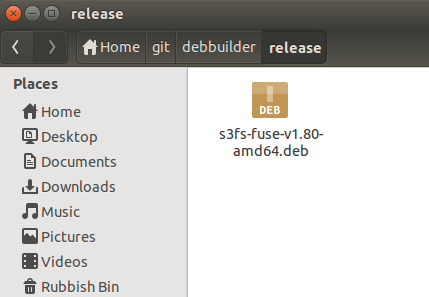 release
Home git debbuilder release
Places
Home
Desktop
Documents
Downloads
Music
Pictures
Videos
Rubbish Bin
DEB
s3fs-fuse-v1.80-
amd64.deb